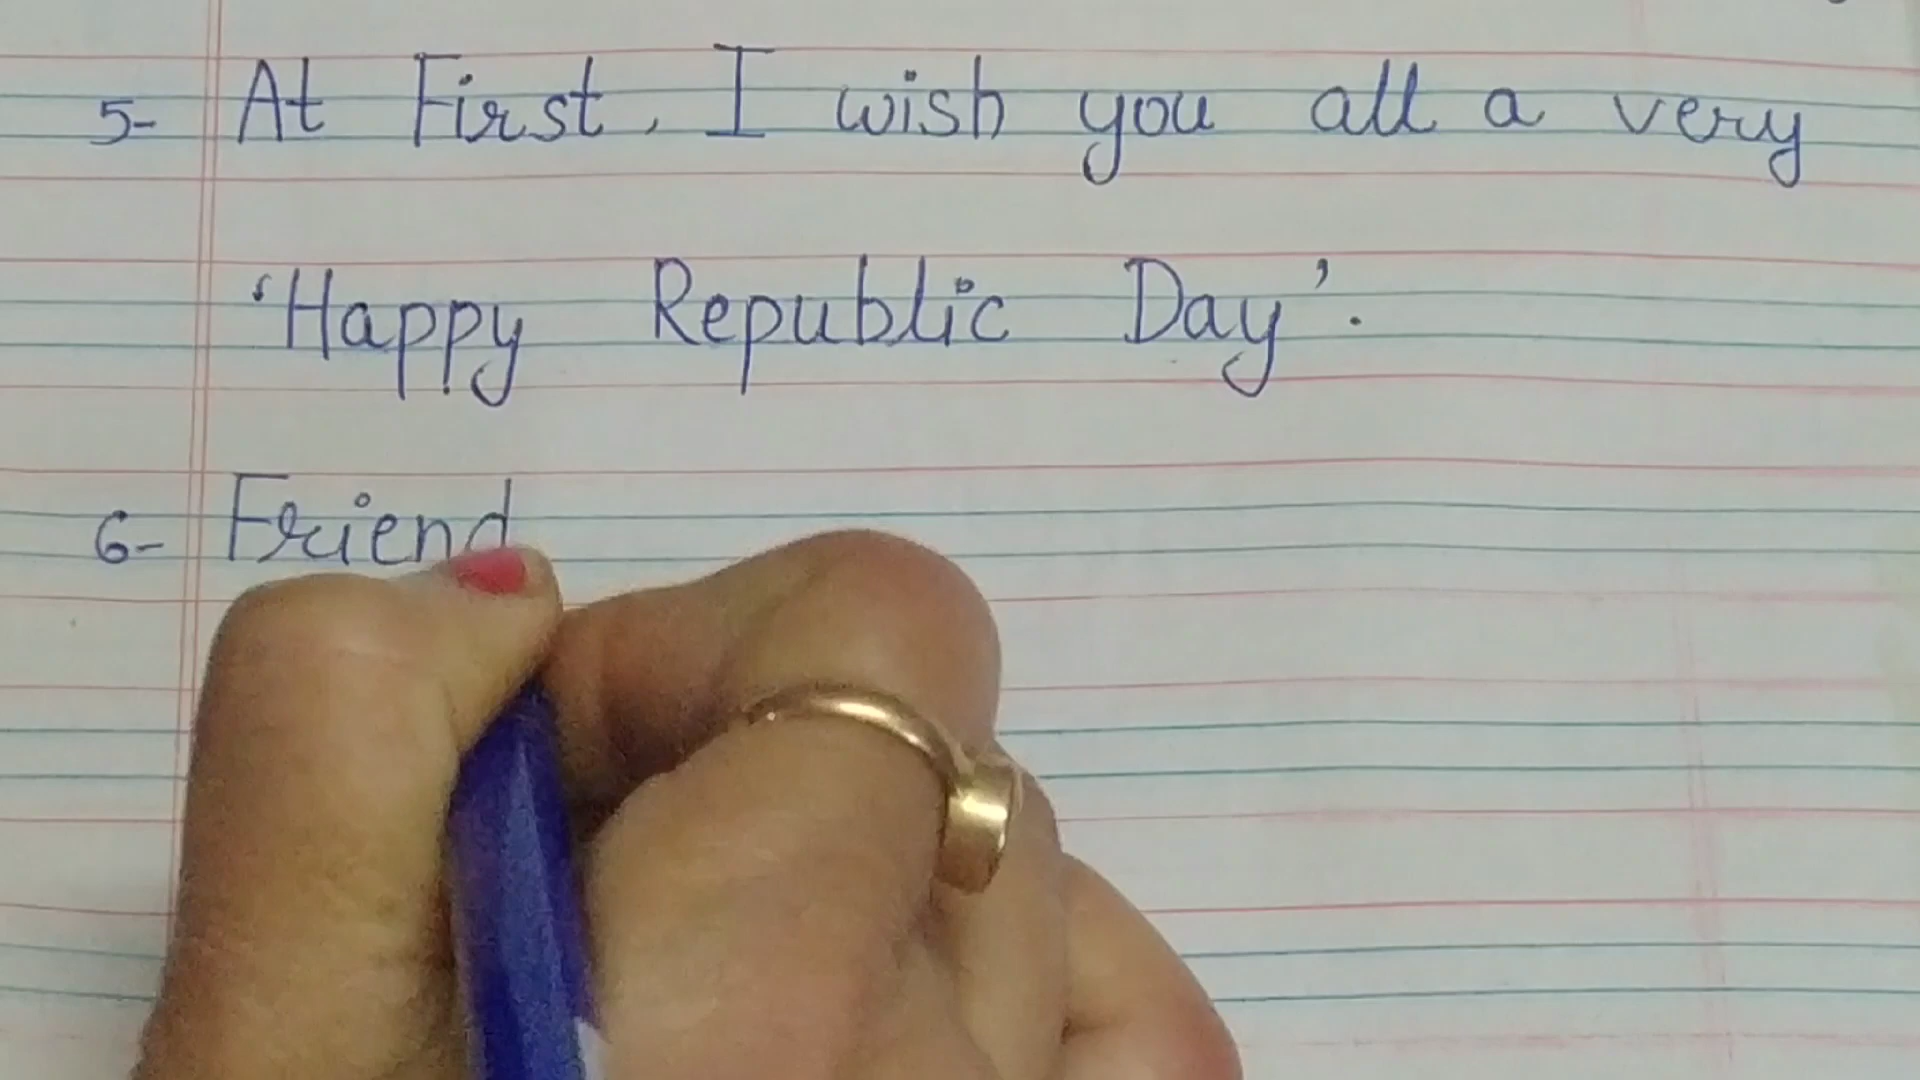 5- At First, I wish you all a very
'Happy Republic Day'.
6- Friend